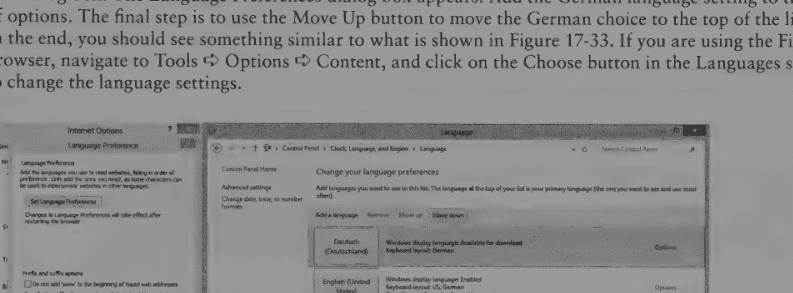 f options. The final step is to use the Move Up button to move the German choice to the top of the li
the end, you should see something similar to what is shown in Figure 17-33. If you are using the Fi
rowser, navigate to Tools ⇨ Options ⇨ Content, and click on the Choose button in the Languages s
change the language settings.
Internet Options ?
Language Preference
Language Preference
Add the languages you use to read websites, listing in order of
preference. Only add the ones you need, as some characters can
be used to impersonate websites in other languages.
Set Language Preferences
Changes to Language Preferences will take effect after
restarting the browser
Prefix and suffix options
Do not add 'www' to the beginning of typed web addresses
Language
Control Panel › Clock, Language, and Region › Language
Search Control Panel
Control Panel Home
Advanced settings
Change date, time, or number
formats
Change your language preferences
Add languages you want to use to this list. The language at the top of your list is your primary language (the one you want to see and use most
often).
Add a language Remove Move up Move down
Deutsch
(Deutschland)
Windows display language: Available for download
Keyboard layout: German
Options
English (United
States)
Windows display language: Enabled
Keyboard layout: US, German
Options